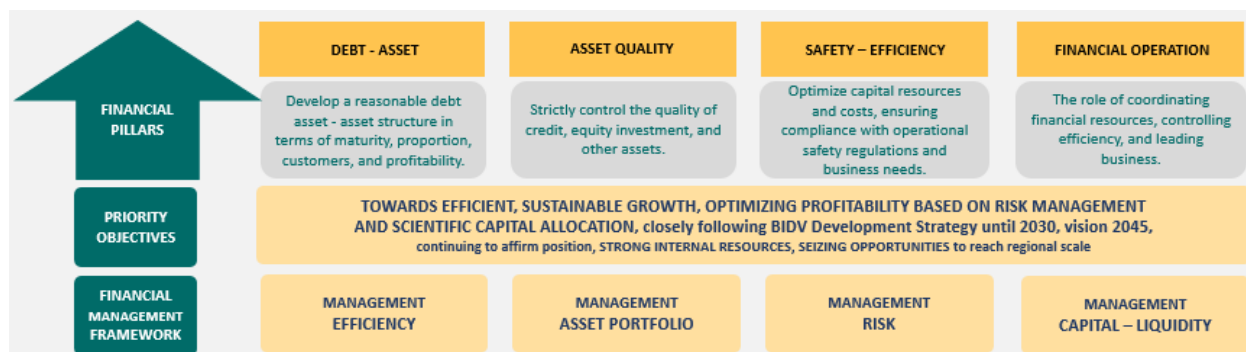 FINANCIAL
PILLARS
DEBT - ASSET
Develop a reasonable debt
asset - asset structure in
terms of maturity, proportion,
customers, and profitability.
ASSET QUALITY
Strictly control the quality of
credit, equity investment, and
other assets.
SAFETY – EFFICIENCY
Optimize capital resources
and costs, ensuring
compliance with operational
safety regulations and
business needs.
FINANCIAL OPERATION
The role of coordinating
financial resources, controlling
efficiency, and leading
business.
PRIORITY
OBJECTIVES
TOWARDS EFFICIENT, SUSTAINABLE GROWTH, OPTIMIZING PROFITABILITY BASED ON RISK MANAGEMENT
AND SCIENTIFIC CAPITAL ALLOCATION, closely following BIDV Development Strategy until 2030, vision 2045,
continuing to affirm position, STRONG INTERNAL RESOURCES, SEIZING OPPORTUNITIES to reach regional scale
FINANCIAL
MANAGEMENT
FRAMEWORK
MANAGEMENT
EFFICIENCY
MANAGEMENT
ASSET PORTFOLIO
MANAGEMENT
RISK
MANAGEMENT
CAPITAL – LIQUIDITY